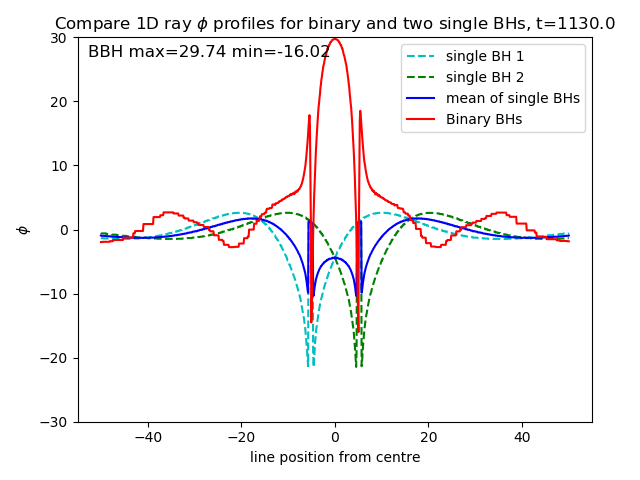 Compare 1D ray ϕ profiles for binary and two single BHs, t=1130.0
BBH max=29.74 min=-16.02
single BH 1
single BH 2
mean of single BHs
Binary BHs
ϕ
30
20
10
0
−10
−20
−30
−40
−20
0
20
40
line position from centre